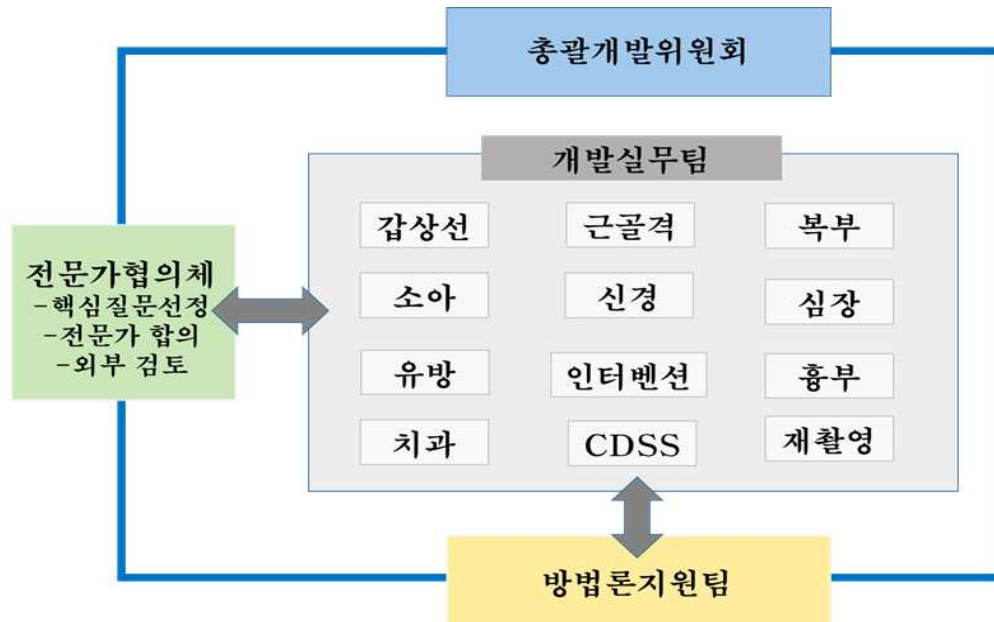 총괄개발위원회
개발실무팀
갑상선 근골격 복부
소아 신경 심장
유방 인터벤션 흉부
치과 CDSS 재촬영
전문가협의체
-핵심질문선정
-전문가 합의
-외부 검토
방법론지원팀